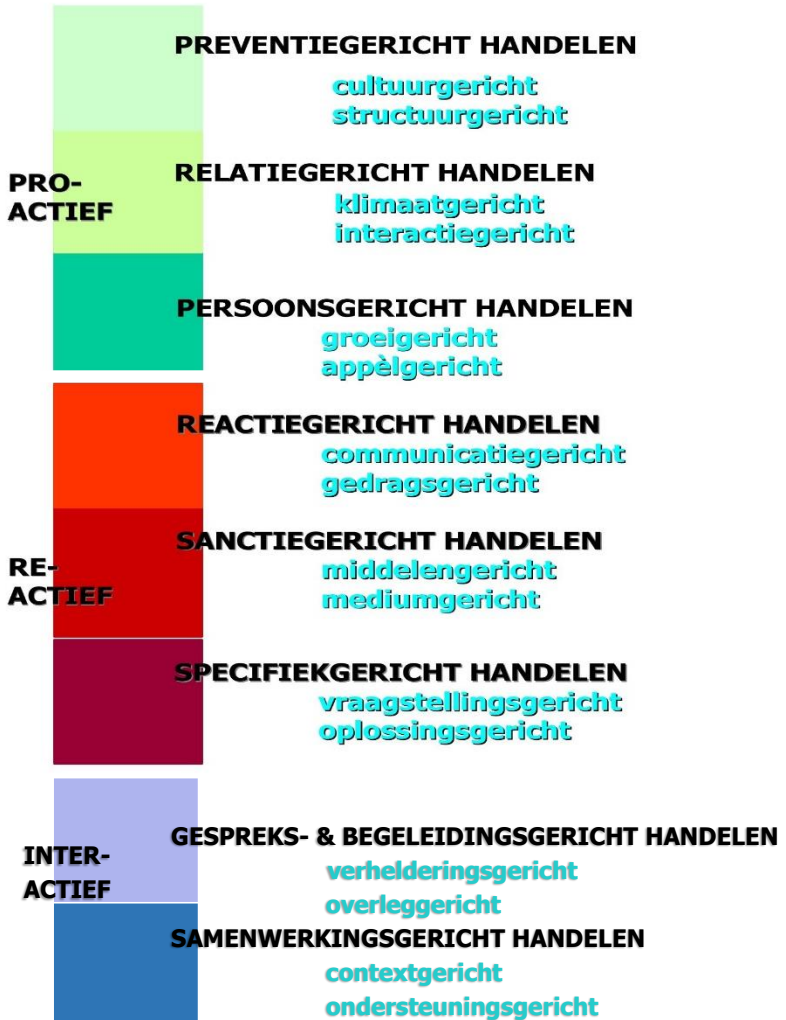 PREVENTIEGERICHT HANDELEN
cultuurgericht
structuurgericht
PRO-
ACTIEF
RELATIEGERICHT HANDELEN
klimaatgericht
interactiegericht
PERSOONSGERICHT HANDELEN
groeigericht
appèlgericht
REACTIEGERICHT HANDELEN
communicatiegericht
gedragsgericht
RE-
ACTIEF
SANCTIEGERICHT HANDELEN
middelengericht
mediumgericht
SPECIFIEKGERICHT HANDELEN
vraagstellingsgericht
oplossingsgericht
INTER-
ACTIEF
GESPREKS- & BEGELEIDINGSGERICHT HANDELEN
verhelderingsgericht
overleggericht
SAMENWERKINGSGERICHT HANDELEN
contextgericht
ondersteuningsgericht